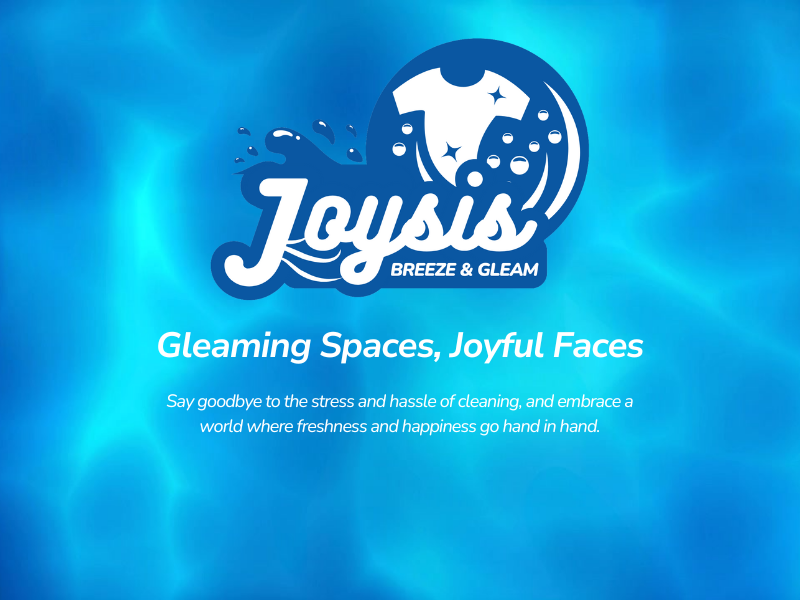 Joysis
BREEZE & GLEAM
Gleaming Spaces, Joyful Faces
Say goodbye to the stress and hassle of cleaning, and embrace a
world where freshness and happiness go hand in hand.